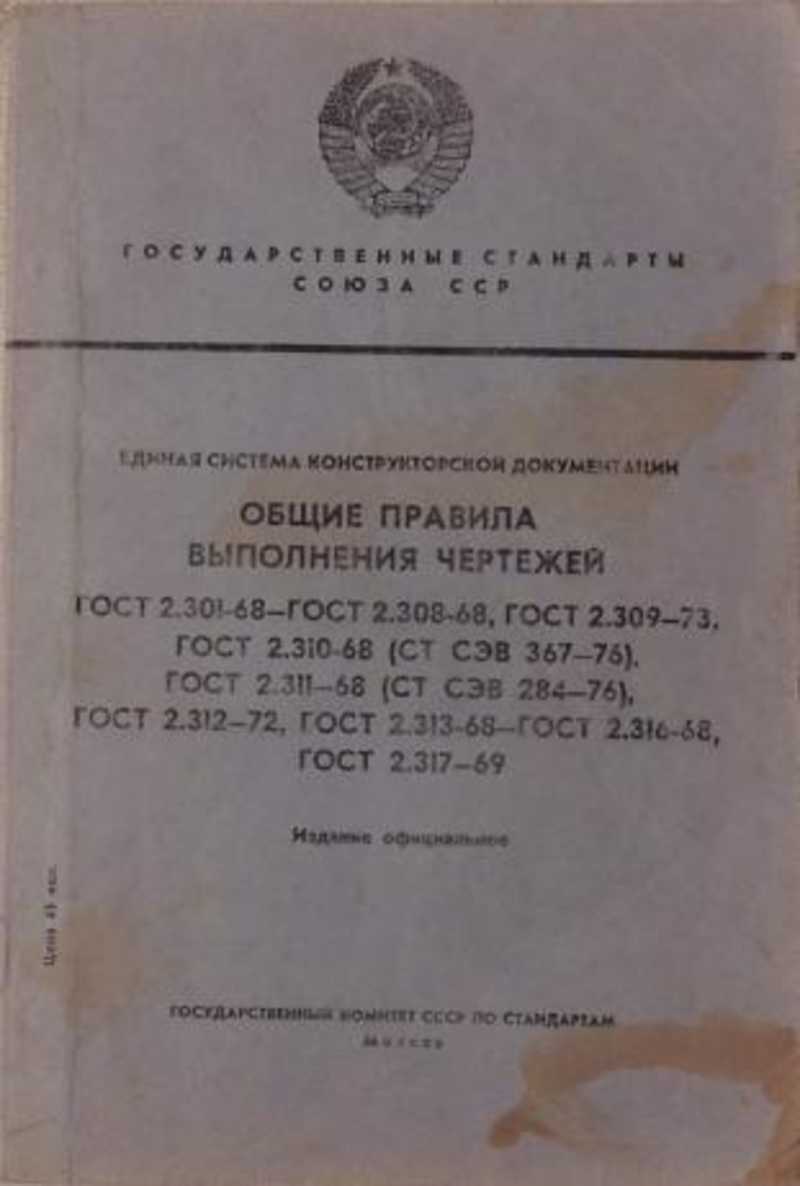 ГОСУДАРСТВЕННЫЕ СТАНДАРТЫ
СОЮЗА ССР
ЕДИНАЯ СИСТЕМА КОНСТРУКТОРСКОЙ ДОКУМЕНТАЦИИ
ОБЩИЕ ПРАВИЛА
ВЫПОЛНЕНИЯ ЧЕРТЕЖЕЙ
ГОСТ 2.301-68—ГОСТ 2.308-68, ГОСТ 2.309—73,
ГОСТ 2.310-68 (СТ СЭВ 367—76),
ГОСТ 2.311—68 (СТ СЭВ 284—76),
ГОСТ 2.312—72, ГОСТ 2.313-68—ГОСТ 2.316-68,
ГОСТ 2.317—69
Издание официальное
Цена коп.
ГОСУДАРСТВЕННЫЙ КОМИТЕТ СССР ПО СТАНДАРТАМ
Москва